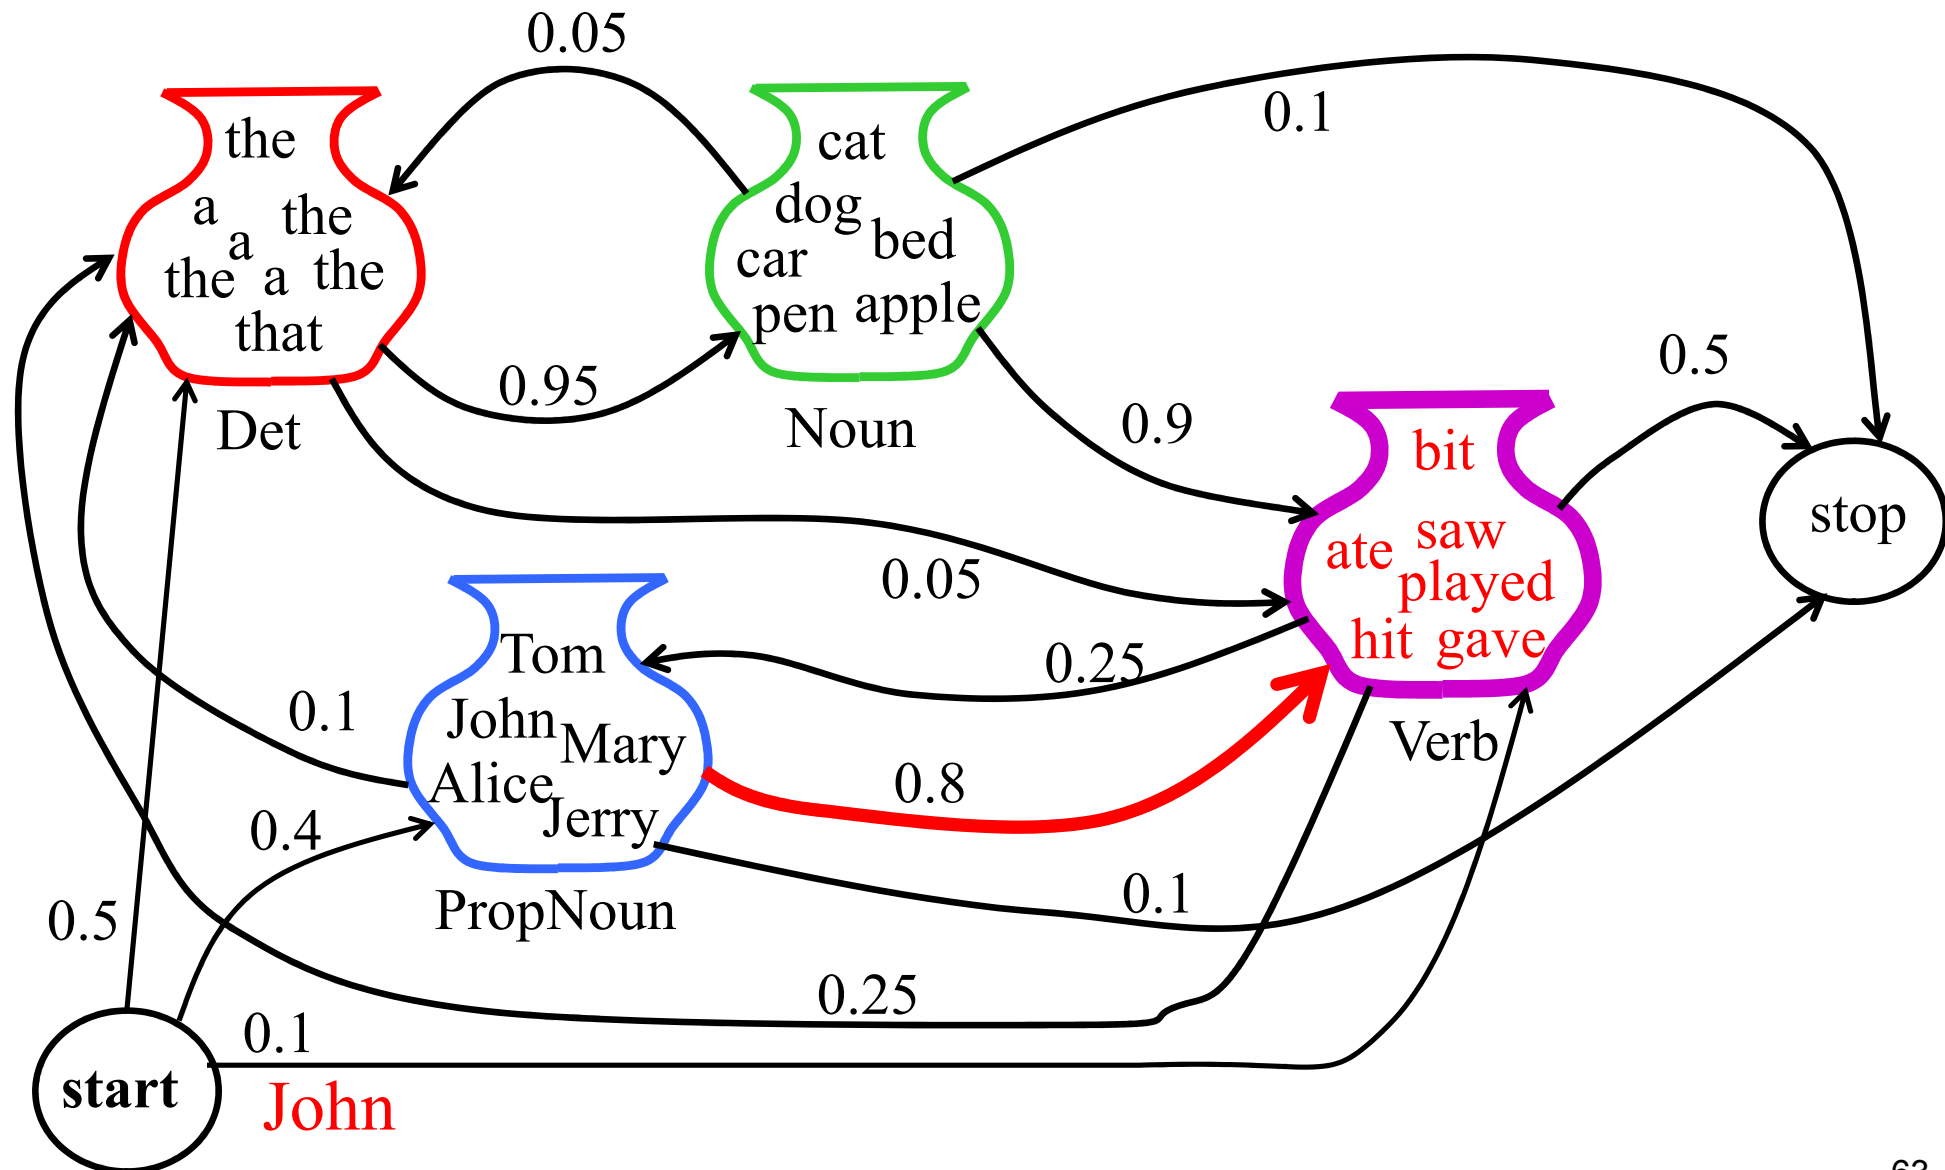 0.05
0.1
the
a
the
a
the
a
the
that
Det
cat
dog
bed
car
pen
apple
Noun
0.95
0.9
0.5
bit
ate
saw
played
hit
gave
Verb
stop
0.05
0.25
Tom
John
Mary
Alice
Jerry
PropNoun
0.1
0.8
0.4
0.1
0.5
0.25
0.1
start
John